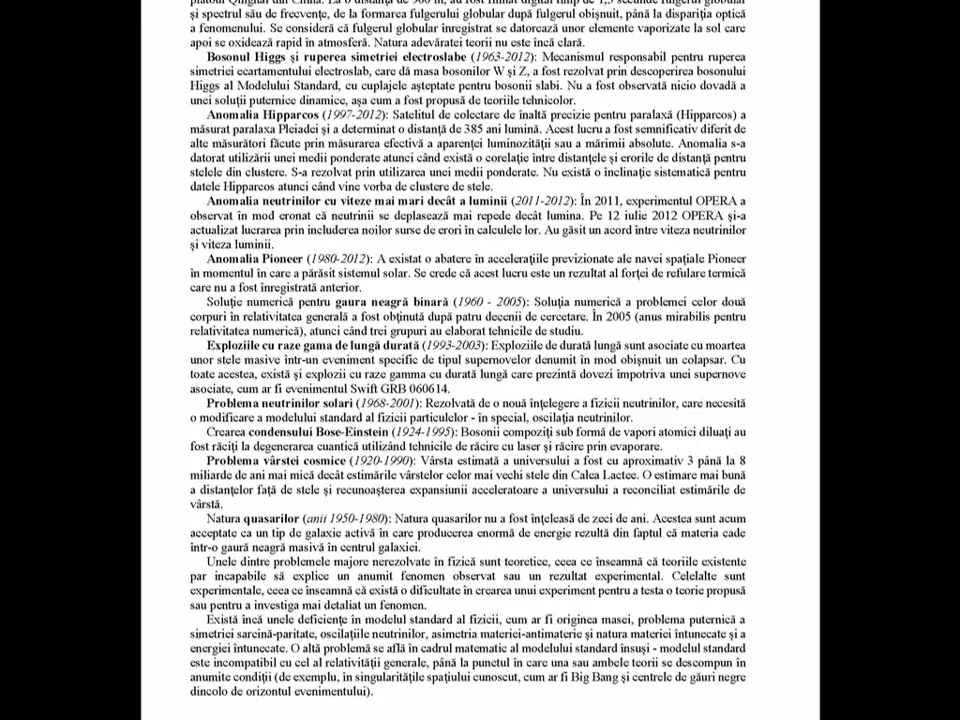 platoul Qinghai din China. La o distanță de 900 m, au fost filmat digital timp de 1,3 secunde fulgerul globular
și spectrul său de frecvențe, de la formarea fulgerului globular după fulgerul obișnuit, până la dispariția optică
a fenomenului. Se consideră că fulgerul globular înregistrat se datorează unor elemente vaporizate la sol care
apoi se oxidează rapid în atmosferă. Natura adevăratei teorii nu este încă clară.
Bosonul Higgs și ruperea simetriei electroslabe (1963-2012): Mecanismul responsabil pentru ruperea
simetriei ecartamentului electroslab, care dă masa bosonilor W și Z, a fost rezolvat prin descoperirea bosonului
Higgs al Modelului Standard, cu cuplajele așteptate pentru bosonii slabi. Nu a fost observată nicio dovadă a
unei soluții puternice dinamice, așa cum a fost propusă de teoriile tehnicolor.
Anomalia Hipparcos (1997-2012): Satelitul de colectare de înaltă precizie pentru paralaxă (Hipparcos) a
măsurat paralaxa Pleiadei și a determinat o distanță de 385 ani lumină. Acest lucru a fost semnificativ diferit de
alte măsurători făcute prin măsurarea efectivă a aparenței luminozității sau a mărimii absolute. Anomalia s-a
datorat utilizării unei medii ponderate atunci când există o corelație între distanțele și erorile de distanță pentru
stelele din clustere. S-a rezolvat prin utilizarea unei medii ponderate. Nu există o înclinație sistematică pentru
datele Hipparcos atunci când vine vorba de clustere de stele.
Anomalia neutrinilor cu viteze mai mari decât a luminii (2011-2012): În 2011, experimentul OPERA a
observat în mod eronat că neutrinii se deplasează mai repede decât lumina. Pe 12 iulie 2012 OPERA și-a
actualizat lucrarea prin includerea noilor surse de erori în calculele lor. Au găsit un acord între viteza neutrinilor
și viteza luminii.
Anomalia Pioneer (1980-2012): A existat o abatere în accelerațiile previzionate ale navei spațiale Pioneer
în momentul în care a părăsit sistemul solar. Se crede că acest lucru este un rezultat al forței de refulare termică
care nu a fost înregistrată anterior.
Soluție numerică pentru gaura neagră binară (1960 - 2005): Soluția numerică a problemei celor două
corpuri în relativitatea generală a fost obținută după patru decenii de cercetare. În 2005 (anus mirabilis pentru
relativitatea numerică), atunci când trei grupuri au elaborat tehnicile de studiu.
Exploziile cu raze gama de lungă durată (1993-2003): Exploziile de durată lungă sunt asociate cu moartea
unor stele masive într-un eveniment specific de tipul supernovelor denumit în mod obișnuit un colapsar. Cu
toate acestea, există și explozii cu raze gamma cu durată lungă care prezintă dovezi împotriva unei supernove
asociate, cum ar fi evenimentul Swift GRB 060614.
Problema neutrinilor solari (1968-2001): Rezolvată de o nouă înțelegere a fizicii neutrinilor, care necesită
o modificare a modelului standard al fizicii particulelor - în special, oscilația neutrinilor.
Crearea condensului Bose-Einstein (1924-1995): Bosonii compoziți sub formă de vapori atomici diluați au
fost răciți la degenerarea cuantică utilizând tehnicile de răcire cu laser și răcire prin evaporare.
Problema vârstei cosmice (1920-1990): Vârsta estimată a universului a fost cu aproximativ 3 până la 8
miliarde de ani mai mică decât estimările vârstelor celor mai vechi stele din Calea Lactee. O estimare mai bună
a distanțelor față de stele și recunoașterea expansiunii acceleratoare a universului a reconciliat estimările de
vârstă.
Natura quasarilor (anii 1950-1980): Natura quasarilor nu a fost înțeleasă de zeci de ani. Acestea sunt acum
acceptate ca un tip de galaxie activă în care producerea enormă de energie rezultă din faptul că materia cade
într-o gaură neagră masivă în centrul galaxiei.
Unele dintre problemele majore nerezolvate în fizică sunt teoretice, ceea ce înseamnă că teoriile existente
par incapabile să explice un anumit fenomen observat sau un rezultat experimental. Celelalte sunt
experimentale, ceea ce înseamnă că există o dificultate în crearea unui experiment pentru a testa o teorie propusă
sau pentru a investiga mai detaliat un fenomen.
Există încă unele deficiențe în modelul standard al fizicii, cum ar fi originea masei, problema puternică a
simetriei sarcină-paritate, oscilațiile neutrinilor, asimetria materiei-antimaterie și natura materiei întunecate și a
energiei întunecate. O altă problemă se află în cadrul matematic al modelului standard însuși - modelul standard
este incompatibil cu cel al relativității generale, până la punctul în care una sau ambele teorii se descompun în
anumite condiții (de exemplu, în singularitățile spațiului cunoscut, cum ar fi Big Bang și centrele de găuri negre
dincolo de orizontul evenimentului).